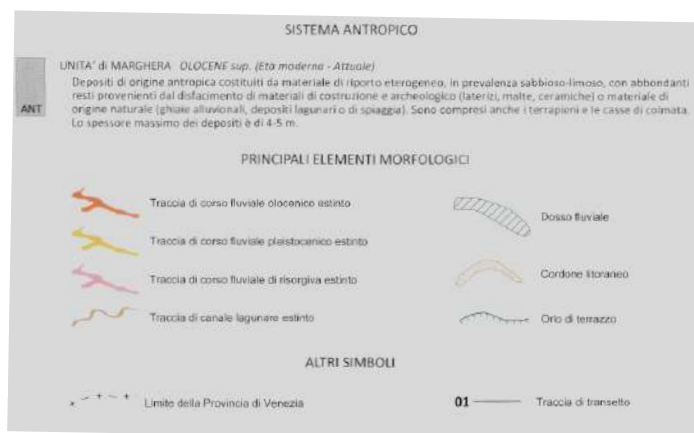 SISTEMA ANTROPICO
UNITA' di MARGHERA OLOCENE sup. (Età moderna - Attuale)
Depositi di origine antropica costituiti da materiale di riporto eterogeneo, in prevalenza sabbioso-limoso, con abbondanti
resti provenienti dal disfacimento di materiali di costruzione e archeologico (laterizi, malte, ceramiche) o materiale di
origine naturale (ghiaie alluvionali, depositi lagunari o di spiaggia). Sono compresi anche i terrapieni e le casse di colmata.
Lo spessore massimo dei depositi è di 4-5 m.
ANT
PRINCIPALI ELEMENTI MORFOLOGICI
Traccia di corso fluviale olocenico estinto
Traccia di corso fluviale pleistocenico estinto
Traccia di corso fluviale di risorgiva estinto
Traccia di canale lagunare estinto
Dosso fluviale
Cordone litoraneo
Orlo di terrazzo
ALTRI SIMBOLI
Limite della Provincia di Venezia
01 Traccia di transetto